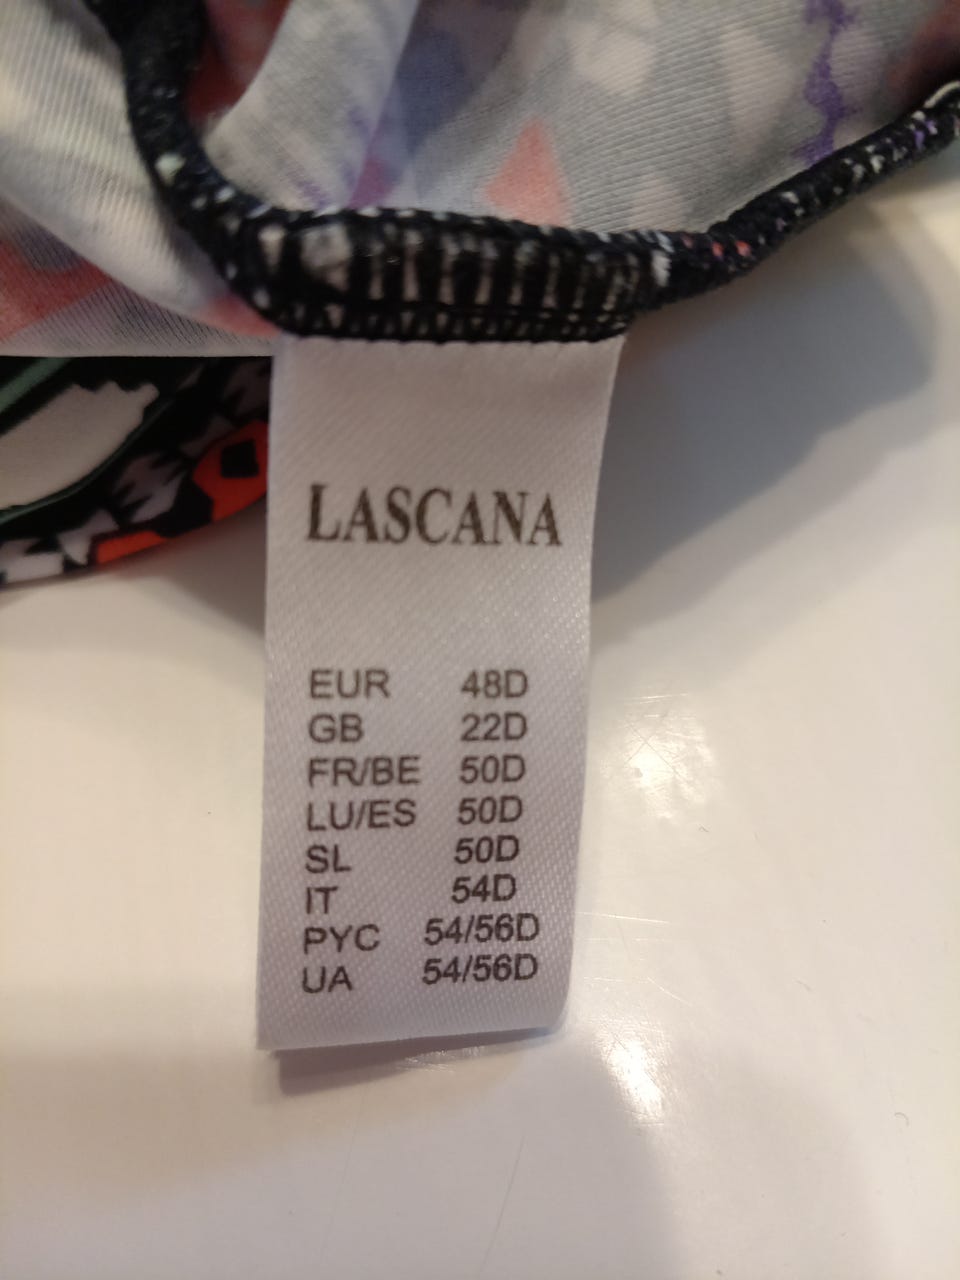 LASCANA
EUR 48D
GB 22D
FR/BE 50D
LU/ES 50D
SL 50D
IT 54D
РУС 54/56D
UA 54/56D